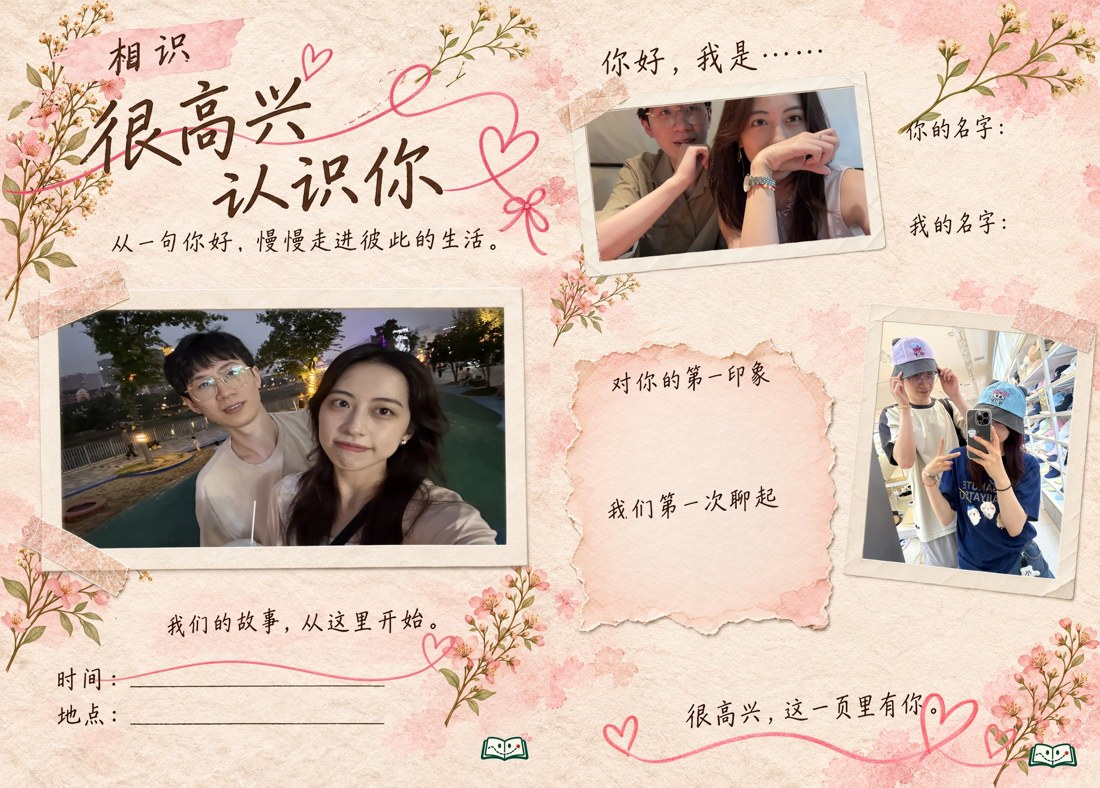 相识
很高兴
认识你
从一句你好，慢慢走进彼此的生活。
我们的故事，从这里开始。
时间：
地点：
你好，我是……
你的名字：
我的名字：
对你的第一印象
我们第一次聊起
很高兴，这一页里有你。